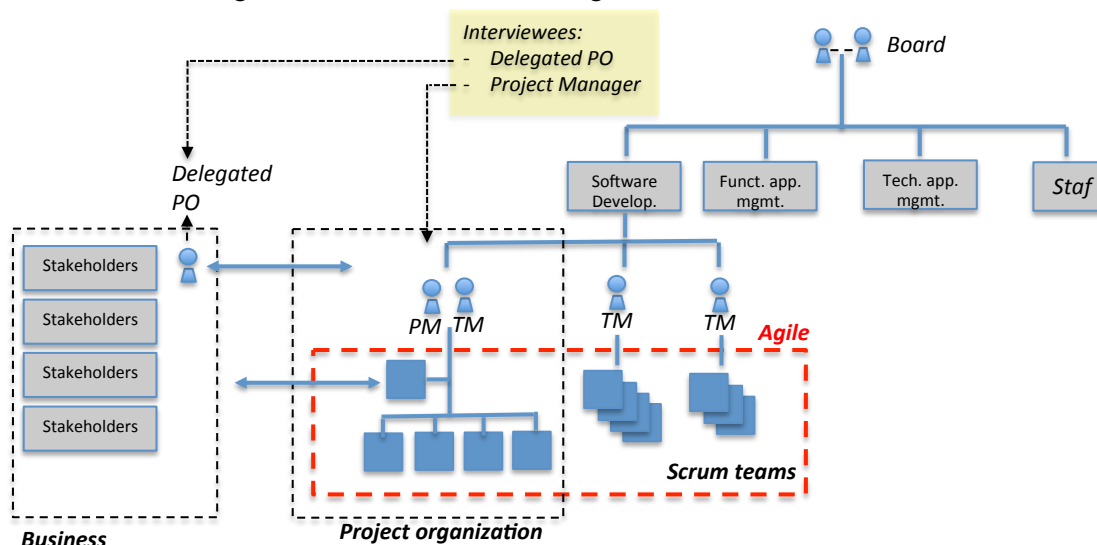 Interviewees:
- Delegated PO
- Project Manager
Board
Delegated
PO
Software
Develop.
Funct. app.
mgmt.
Tech. app.
mgmt.
Staf
Stakeholders
Stakeholders
Stakeholders
Stakeholders
PM
TM
TM
TM
Agile
Scrum teams
Project organization
Business